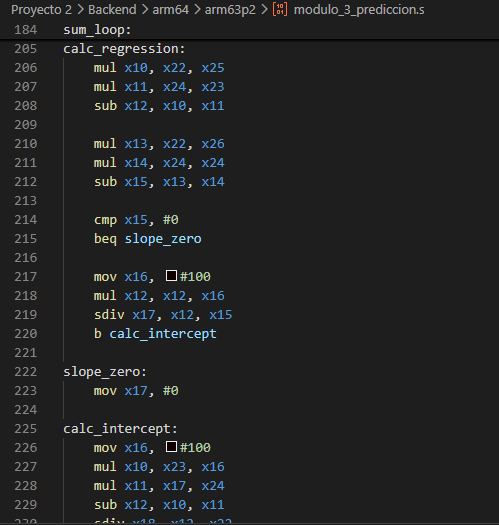 Proyecto 2 > Backend > arm64 > arm63p2 > modulo_3_prediccion.s
184 sum_loop:
205 calc_regression:
206 mul x10, x22, x25
207 mul x11, x24, x23
208 sub x12, x10, x11
209
210 mul x13, x22, x26
211 mul x14, x24, x24
212 sub x15, x13, x14
213
214 cmp x15, #0
215 beq slope_zero
216
217 mov x16, #100
218 mul x12, x12, x16
219 sdiv x17, x12, x15
220 b calc_intercept
221
222 slope_zero:
223 mov x17, #0
224
225 calc_intercept:
226 mov x16, #100
227 mul x10, x23, x16
228 mul x11, x17, x24
229 sub x12, x10, x11
230 sdiv x18, x12, x22